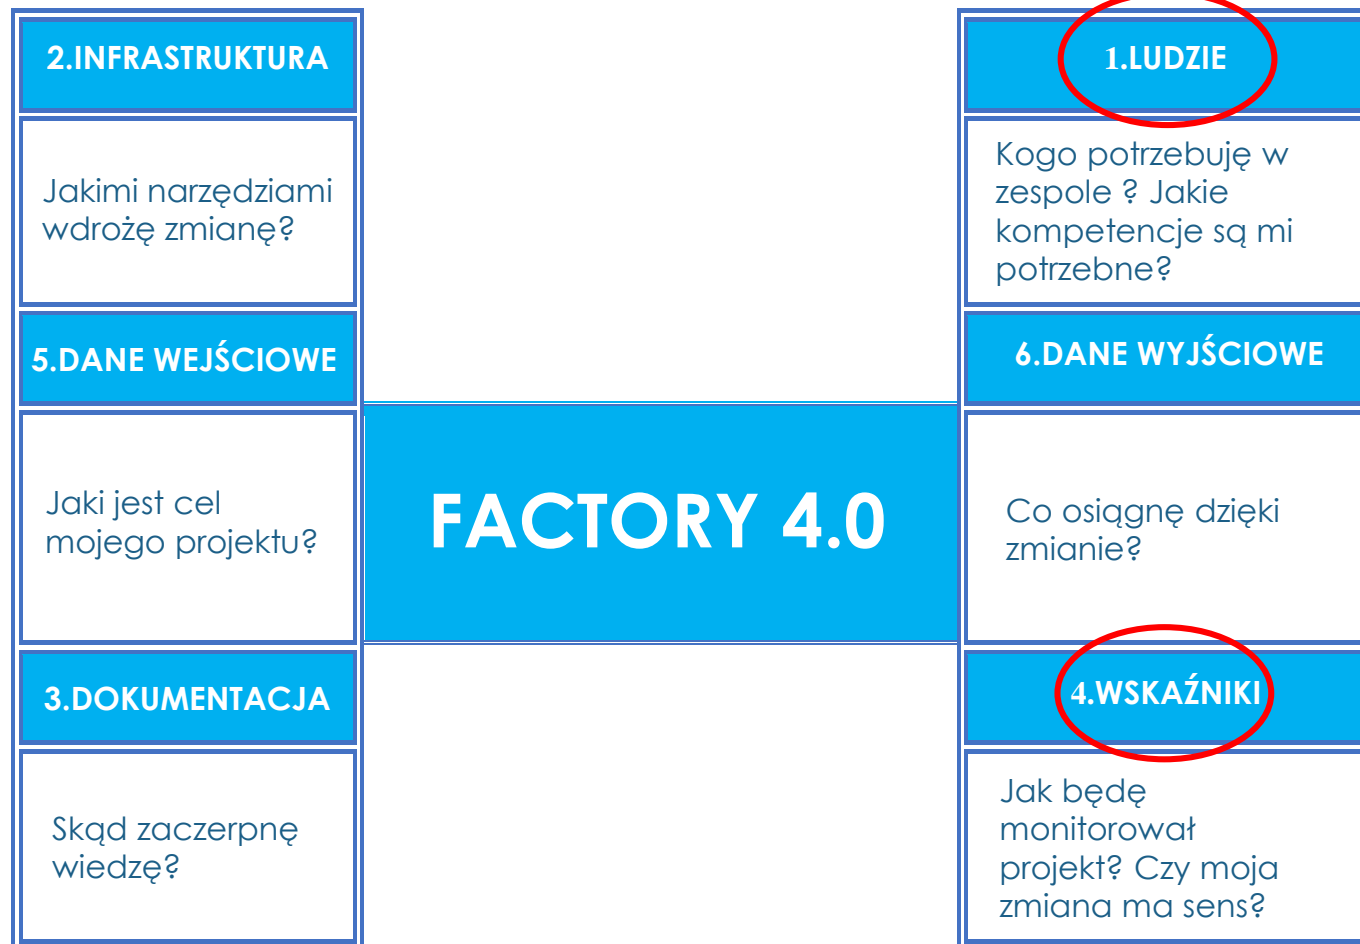 2.INFRASTRUKTURA
Jakimi narzędziami
wdrożę zmianę?
5.DANE WEJŚCIOWE
Jaki jest cel
mojego projektu?
3.DOKUMENTACJA
Skąd zaczerpnę
wiedzę?
FACTORY 4.0
1.LUDZIE
Kogo potrzebuję w
zespole ? Jakie
kompetencje są mi
potrzebne?
6.DANE WYJŚCIOWE
Co osiągnę dzięki
zmianie?
4.WSKAŹNIKI
Jak będę
monitorował
projekt? Czy moja
zmiana ma sens?